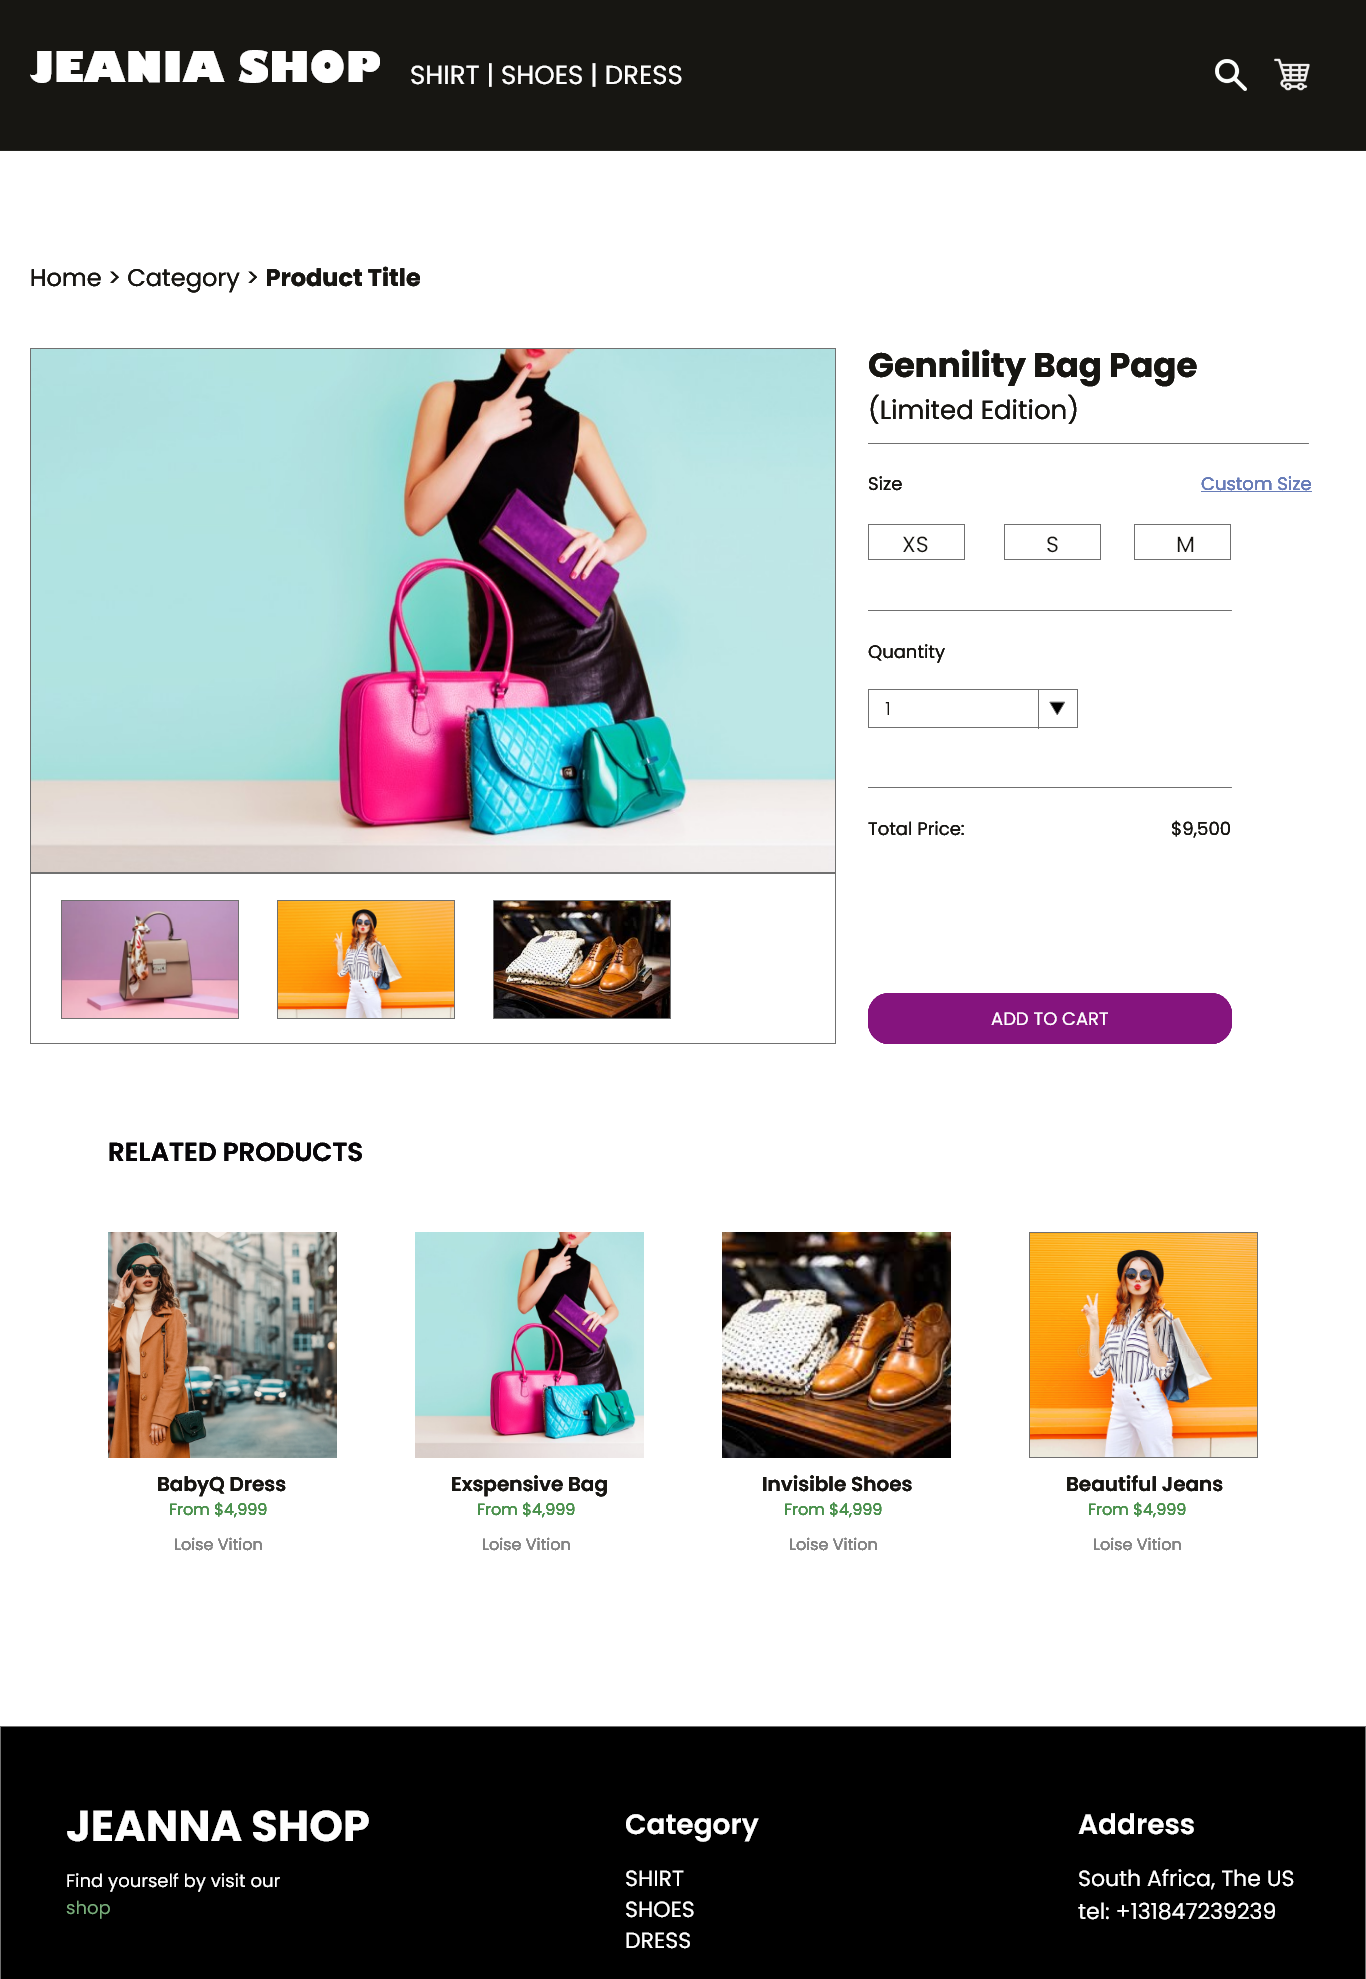 JEANIA SHOP
SHIRT | SHOES | DRESS
Home > Category > Product Title
Gennility Bag Page
(Limited Edition)
Size
Custom Size
XS
S
M
Quantity
1
Total Price:
$9,500
ADD TO CART
RELATED PRODUCTS
BabyQ Dress
From $4,999
Loise Vition
Exspensive Bag
From $4,999
Loise Vition
Invisible Shoes
From $4,999
Loise Vition
Beautiful Jeans
From $4,999
Loise Vition
JEANNA SHOP
Find yourself by visit our
shop
Category
SHIRT
SHOES
DRESS
Address
South Africa, The US
tel: +131847239239